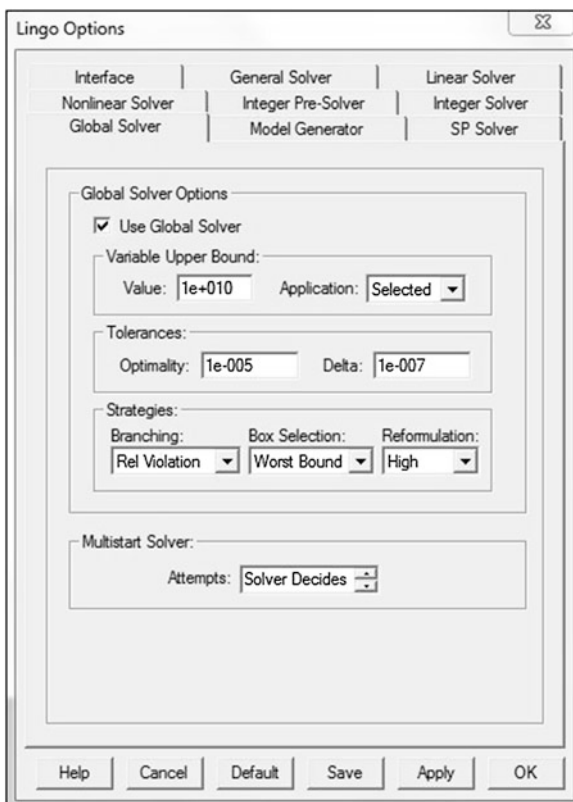 Lingo Options
Interface General Solver Linear Solver
Nonlinear Solver Integer Pre-Solver Integer Solver
Global Solver Model Generator SP Solver
Global Solver Options
Use Global Solver
Variable Upper Bound:
Value: 1e+010 Application: Selected
Tolerances:
Optimality: 1e-005 Delta: 1e-007
Strategies:
Branching: Box Selection: Reformulation:
Rel Violation Worst Bound High
Multistart Solver:
Attempts: Solver Decides
Help Cancel Default Save Apply OK